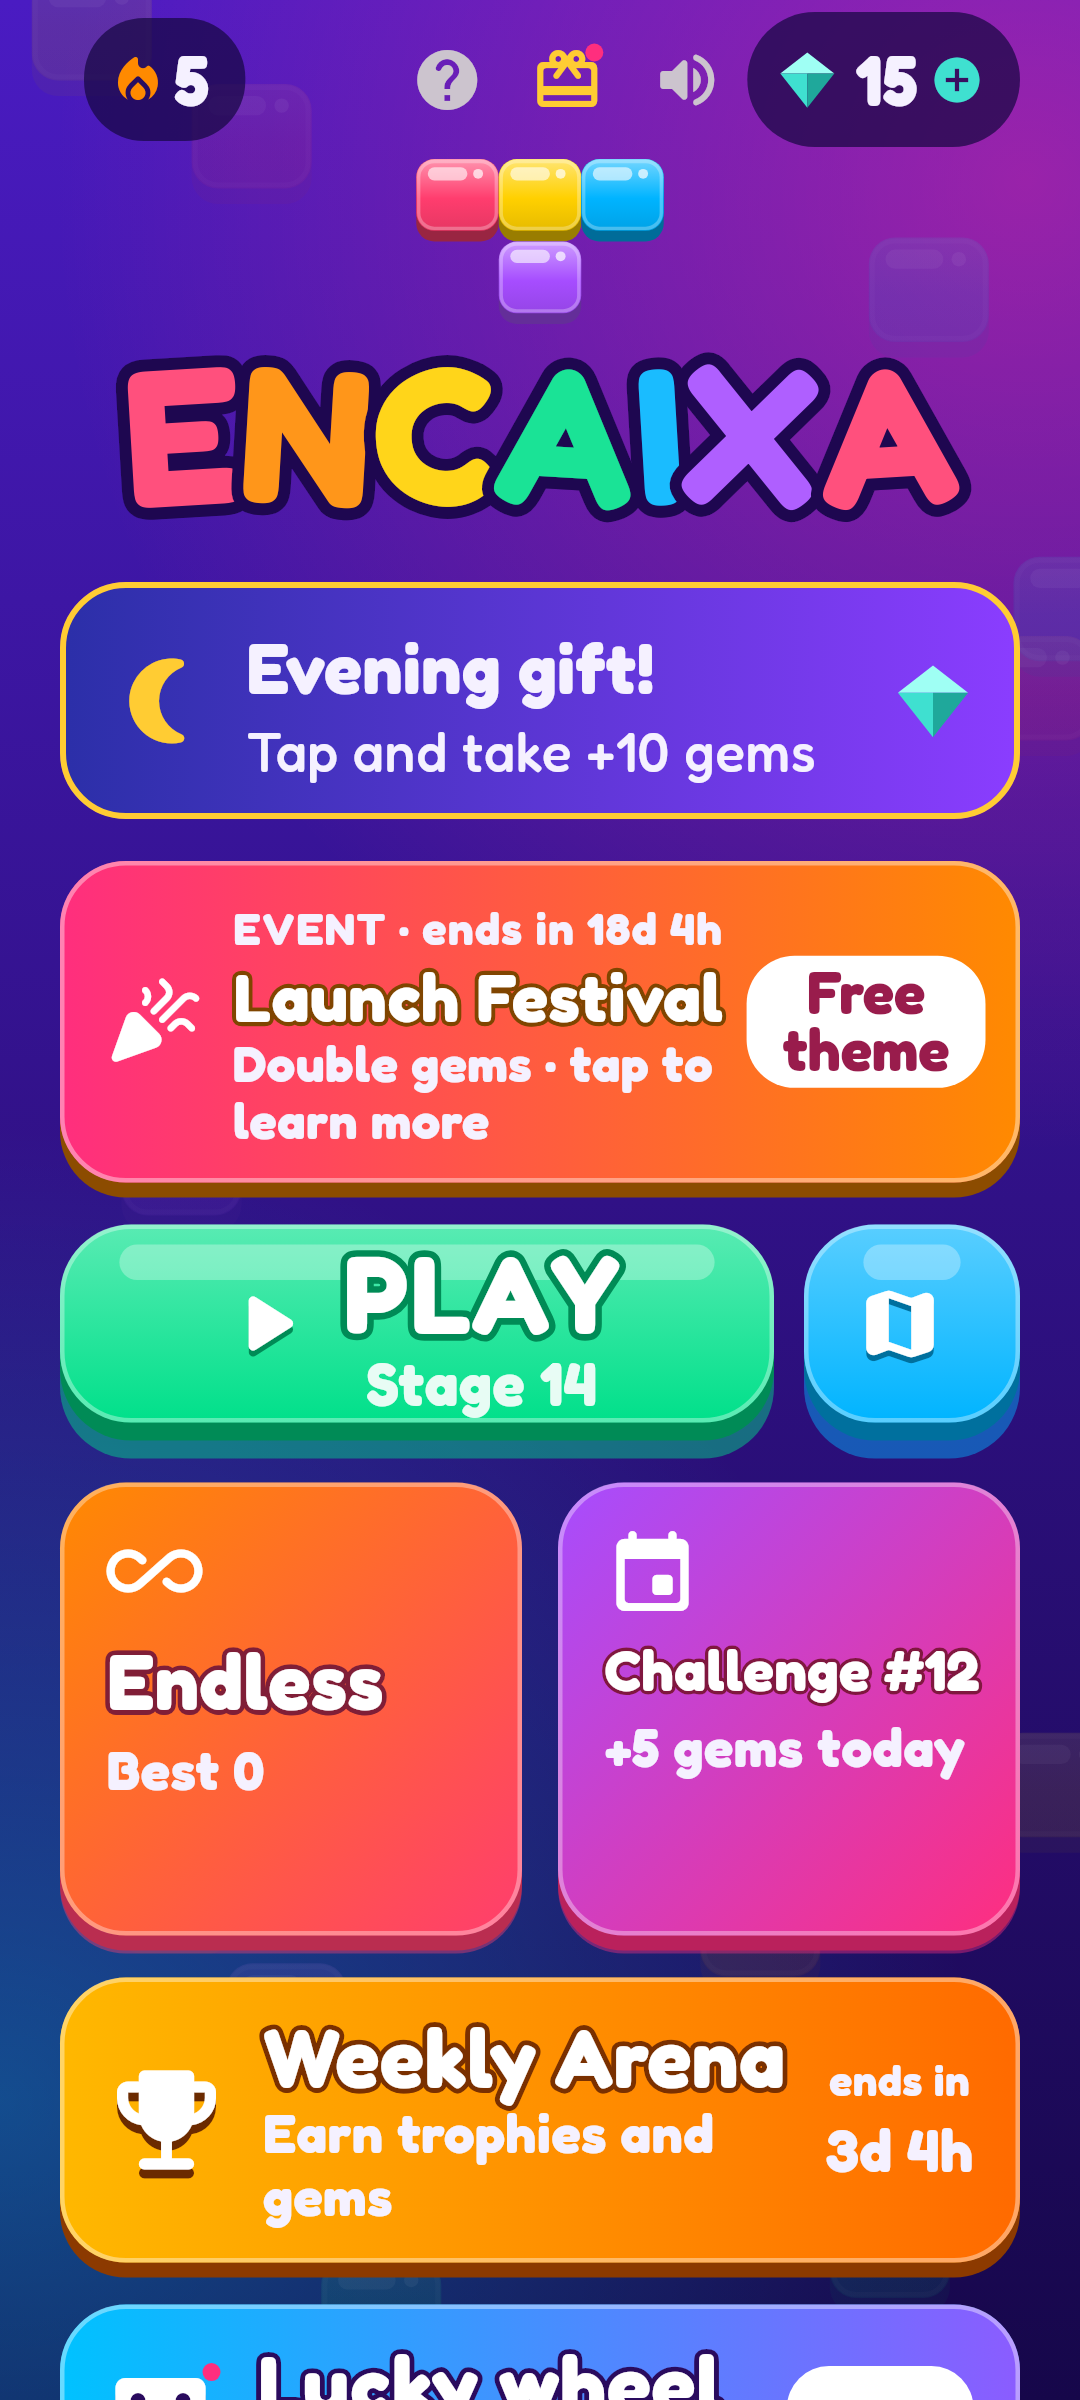 5
15
ENCAIXA
Evening gift!
Tap and take +10 gems
EVENT · ends in 18d 4h
Launch Festival
Double gems · tap to
learn more
Free
theme
PLAY
Stage 14
Endless
Best 0
Challenge #12
+5 gems today
Weekly Arena
Earn trophies and
gems
ends in
3d 4h
Lucky wheel